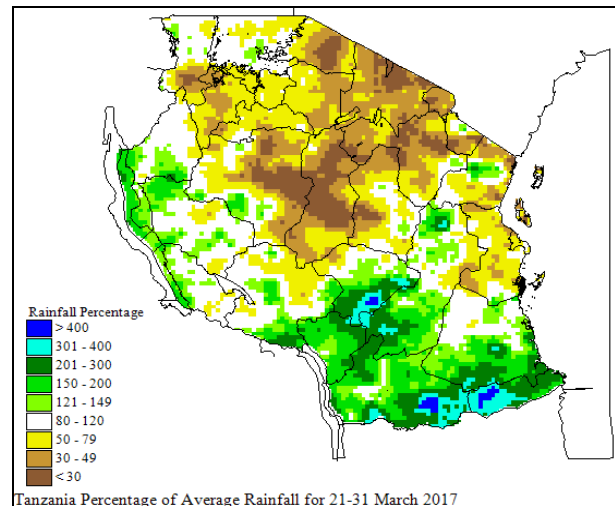 Rainfall Percentage
> 400
301 - 400
201 - 300
150 - 200
121 - 149
80 - 120
50 - 79
30 - 49
< 30
Tanzania Percentage of Average Rainfall for 21-31 March 2017